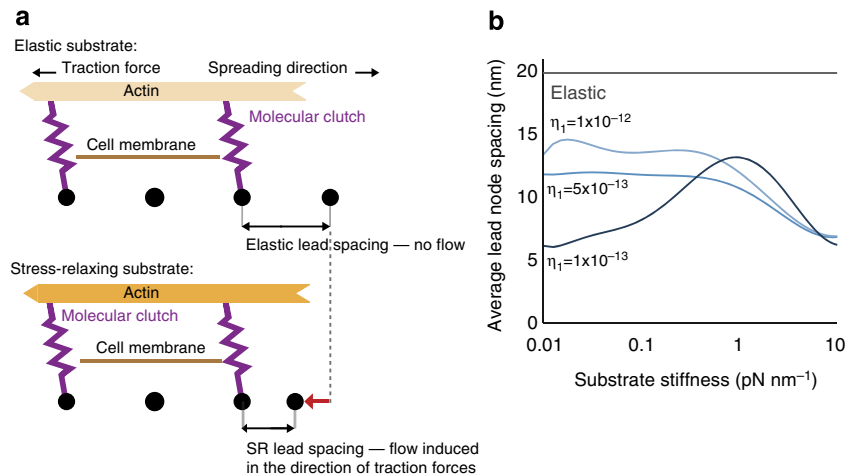 a
Elastic substrate:
Traction force
Spreading direction
Actin
Molecular clutch
Cell membrane
Elastic lead spacing — no flow
Stress-relaxing substrate:
Actin
Molecular clutch
Cell membrane
SR lead spacing — flow induced
in the direction of traction forces
b
Average lead node spacing (nm)
20
15
10
5
0
Elastic
η₁=1x10⁻¹²
η₁=5x10⁻¹³
η₁=1x10⁻¹³
0.01
0.1
1
10
Substrate stiffness (pN nm⁻¹)